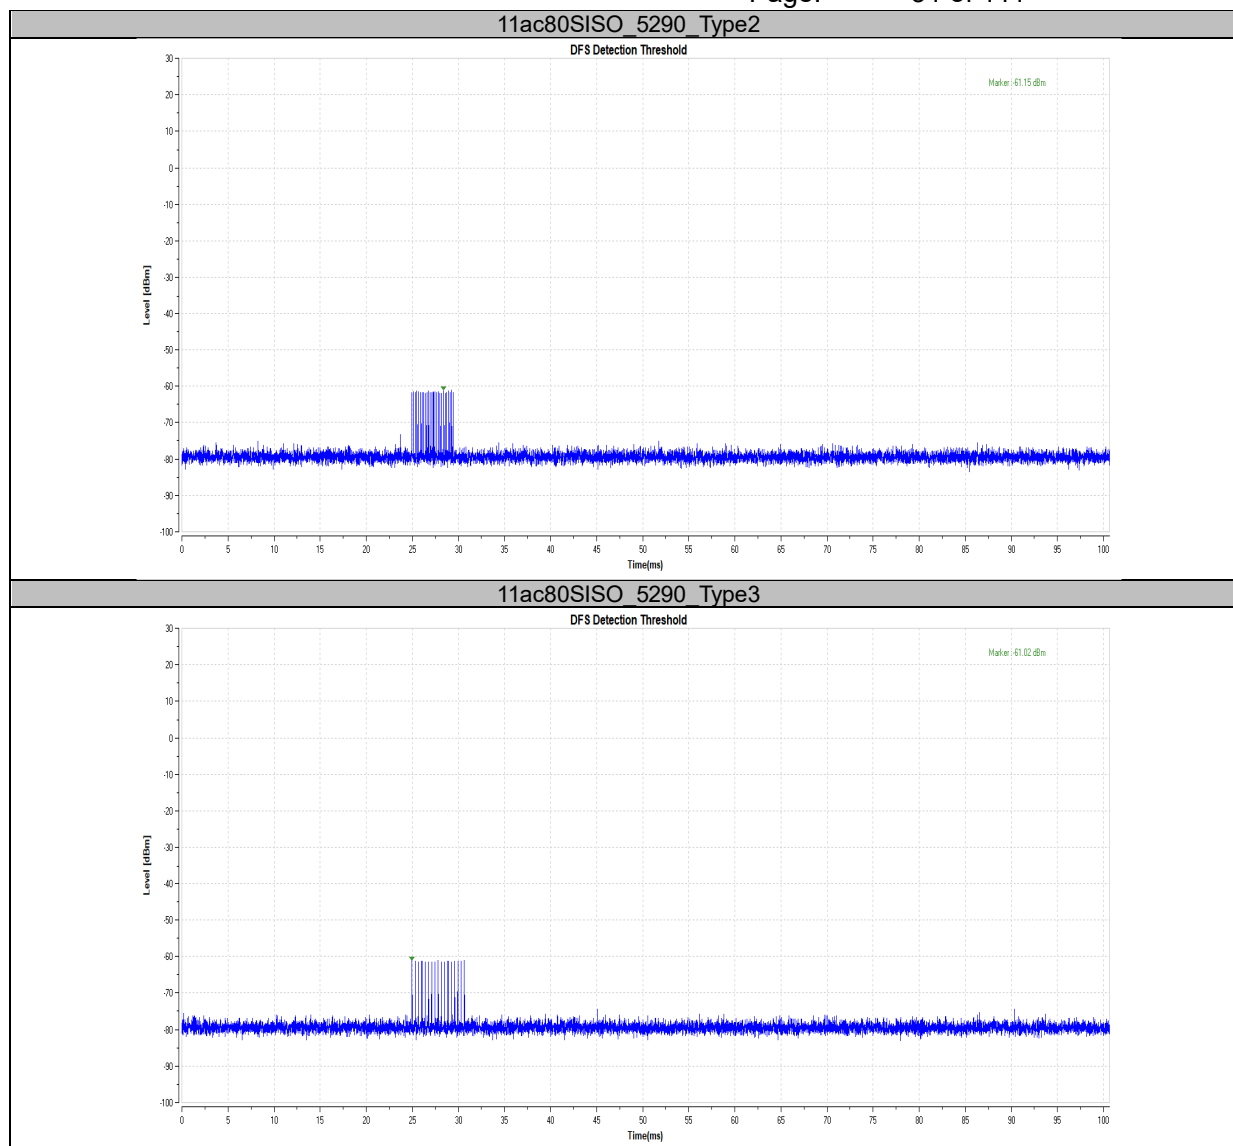 11ac80SISO_5290_Type2
DFS Detection Threshold
Marker:-61.15 dBm
30
20
10
0
-10
-20
-30
-40
-50
-60
-70
-80
-90
-100
Level [dBm]
0 5 10 15 20 25 30 35 40 45 50 55 60 65 70 75 80 85 90 95 100
Time(ms)
11ac80SISO_5290_Type3
DFS Detection Threshold
Marker:-61.02 dBm
30
20
10
0
-10
-20
-30
-40
-50
-60
-70
-80
-90
-100
Level [dBm]
0 5 10 15 20 25 30 35 40 45 50 55 60 65 70 75 80 85 90 95 100
Time(ms)